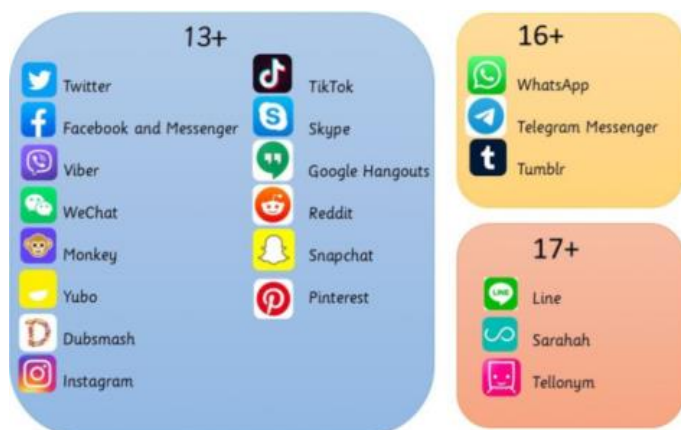 13+
Twitter
Facebook and Messenger
Viber
WeChat
Monkey
Yubo
Dubsmash
Instagram
TikTok
Skype
Google Hangouts
Reddit
Snapchat
Pinterest
16+
WhatsApp
Telegram Messenger
Tumblr
17+
LINE
Line
Sarahah
Tellonym